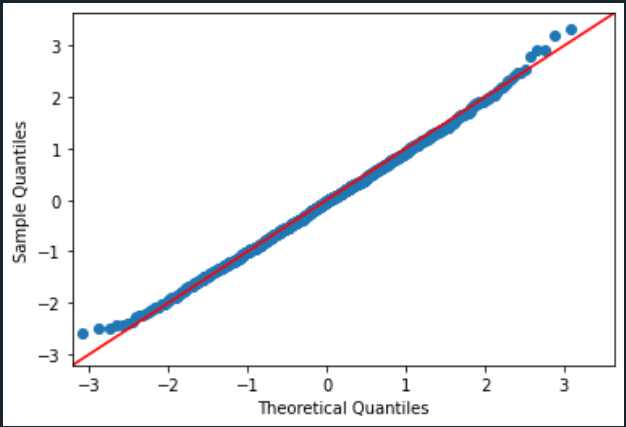 3
2
1
0
−1
−2
−3
Sample Quantiles
−3 −2 −1 0 1 2 3
Theoretical Quantiles